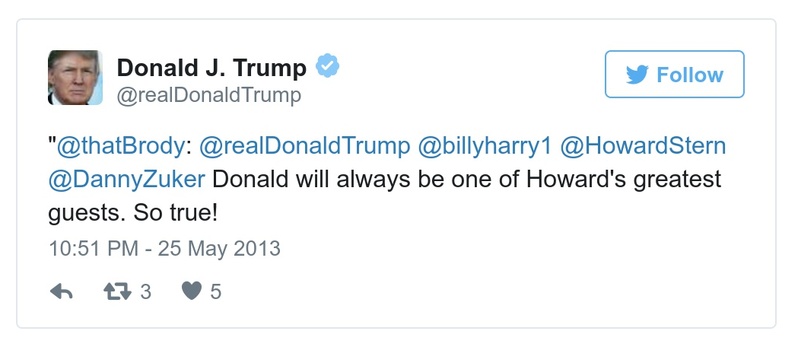 Donald J. Trump
@realDonaldTrump
Follow
"@thatBrody: @realDonaldTrump @billyharry1 @HowardStern
@DannyZuker Donald will always be one of Howard's greatest
guests. So true!
10:51 PM - 25 May 2013
3
5